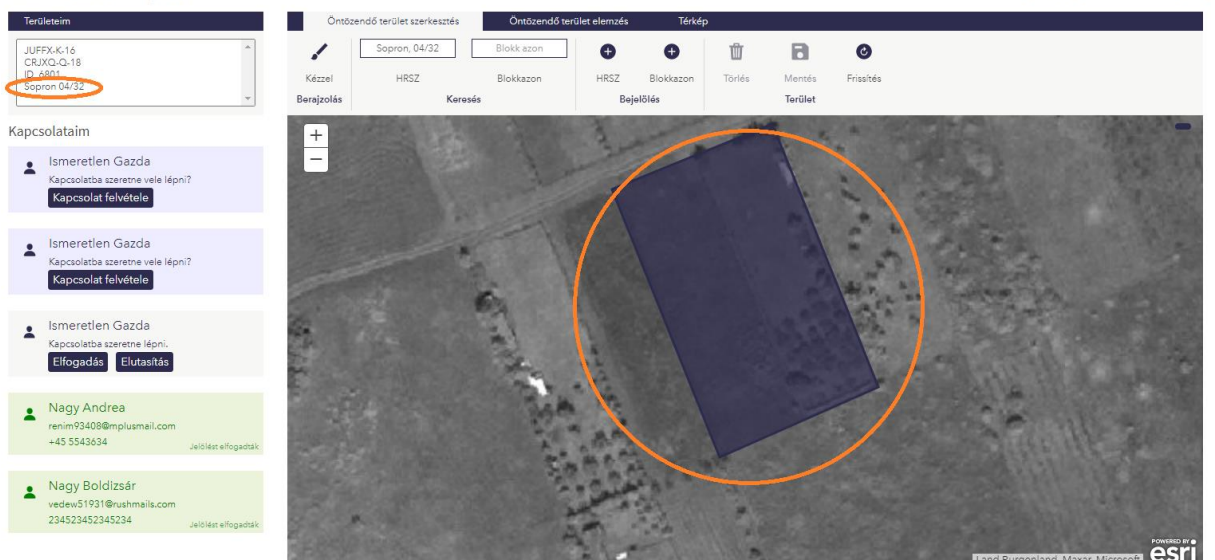 Területeim
JUFFX-K-16
CRJXQ-Q-18
ID_6801
Sopron 04/32
Kapcsolataim
Ismeretlen Gazda
Kapcsolatba szeretne vele lépni?
Kapcsolat felvétele
Ismeretlen Gazda
Kapcsolatba szeretne vele lépni?
Kapcsolat felvétele
Ismeretlen Gazda
Kapcsolatba szeretne lépni.
Elfogadás Elutasítás
Nagy Andrea
renim93408@mplusmail.com
+45 5543634
Jelölést elfogadták
Nagy Boldizsár
vedew51931@rushmails.com
234523452345234
Jelölést elfogadták
Öntözendő terület szerkesztés Öntözendő terület elemzés Térkép
Sopron, 04/32 Blokk azon
Kézzel HRSZ Blokkazon HRSZ Blokkazon Törlés Mentés Frissítés
Berajzolás Keresés Bejelölés Terület
+
−
Land Burgenland, Maxar, Microsoft
POWERED BY
esri